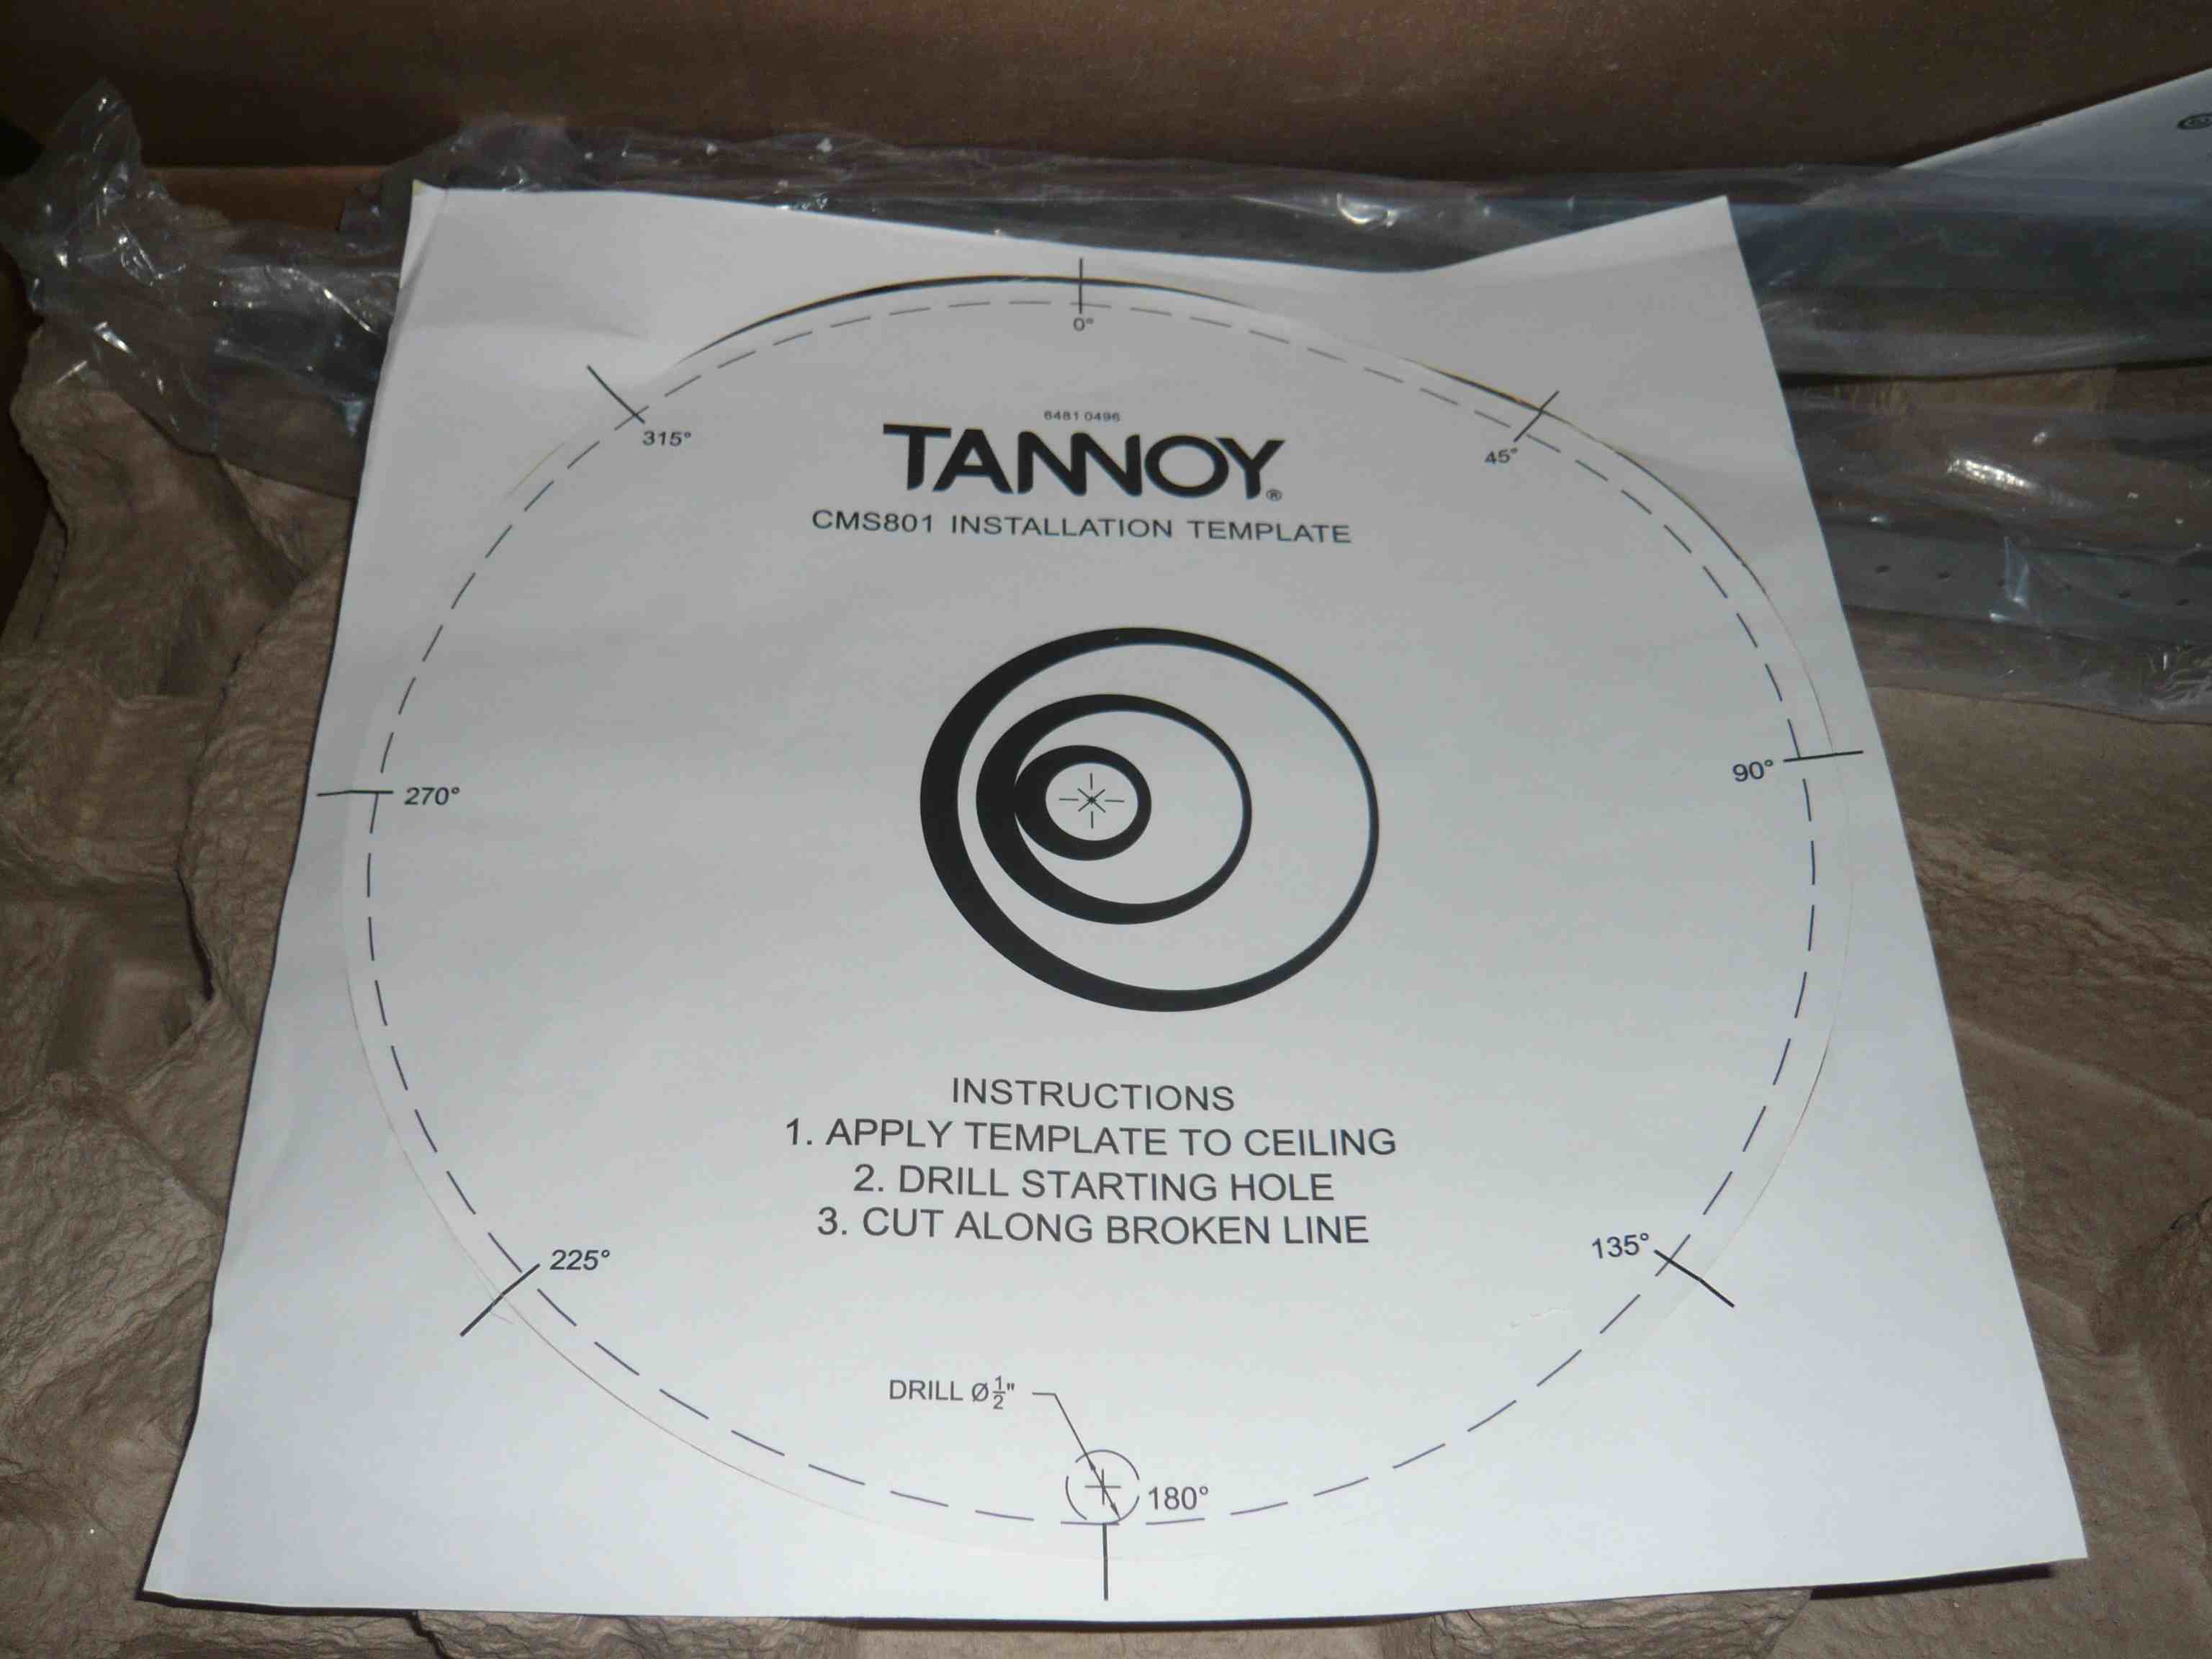 0°
315°
45°
6481 0496
TANNOY®
CMS801 INSTALLATION TEMPLATE
270°
90°
INSTRUCTIONS
1. APPLY TEMPLATE TO CEILING
2. DRILL STARTING HOLE
3. CUT ALONG BROKEN LINE
225°
135°
DRILL Ø½"
180°